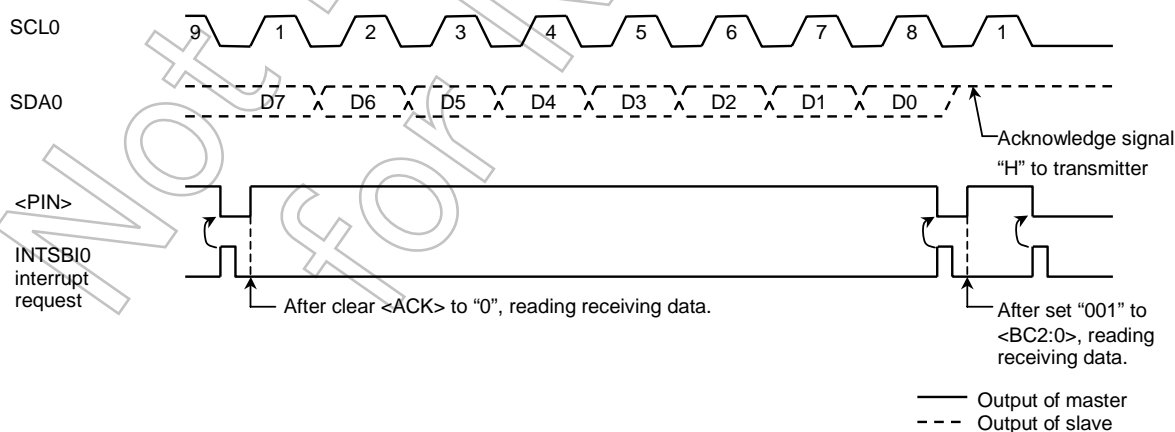 SCL0
9 1 2 3 4 5 6 7 8 1
SDA0
D7 D6 D5 D4 D3 D2 D1 D0
Acknowledge signal
“H” to transmitter
<PIN>
INTSBI0
interrupt
request
After clear <ACK> to “0”, reading receiving data.
After set “001” to
<BC2:0>, reading
receiving data.
Output of master
Output of slave
Not
for